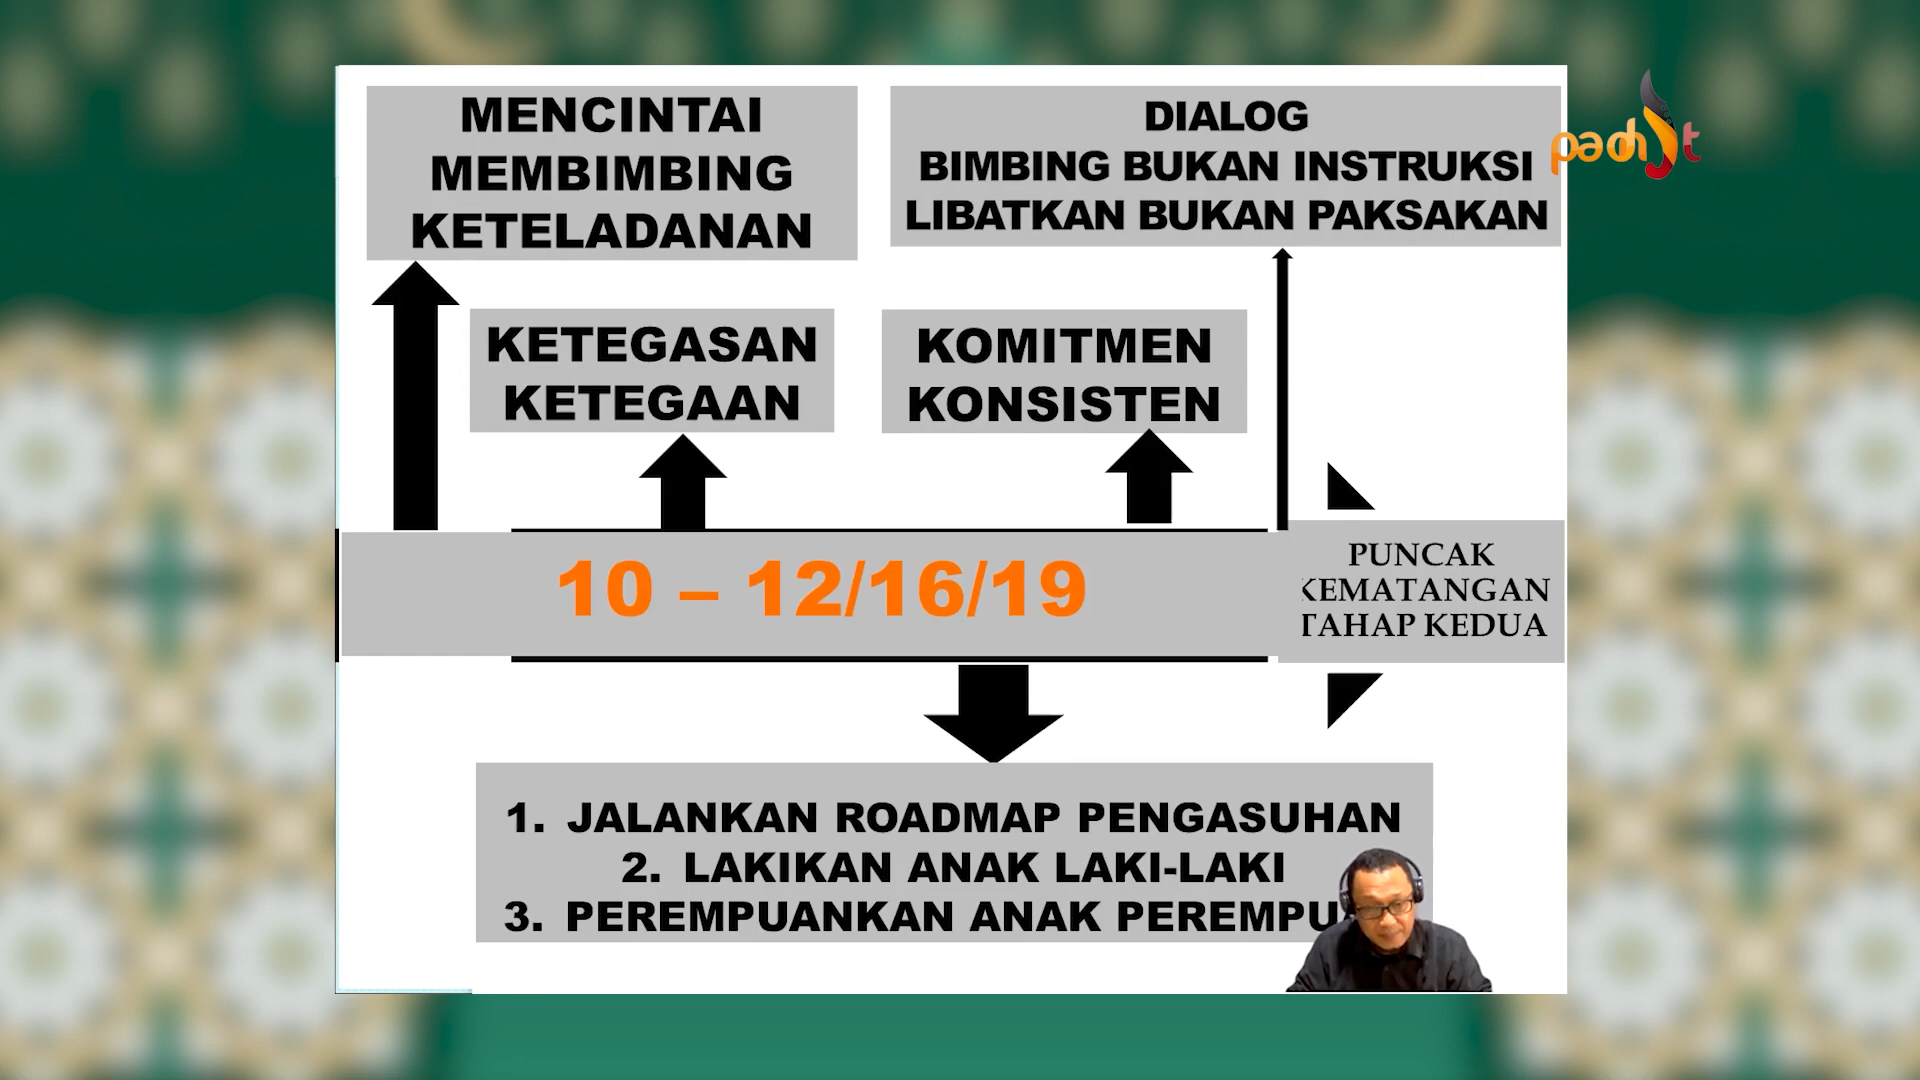 MENCINTAI
MEMBIMBING
KETELADANAN
DIALOG
BIMBING BUKAN INSTRUKSI
LIBATKAN BUKAN PAKSAKAN
KETEGASAN
KETEGAAN
KOMITMEN
KONSISTEN
10 – 12/16/19
PUNCAK
KEMATANGAN
TAHAP KEDUA
1. JALANKAN ROADMAP PENGASUHAN
2. LAKIKAN ANAK LAKI-LAKI
3. PEREMPUANKAN ANAK